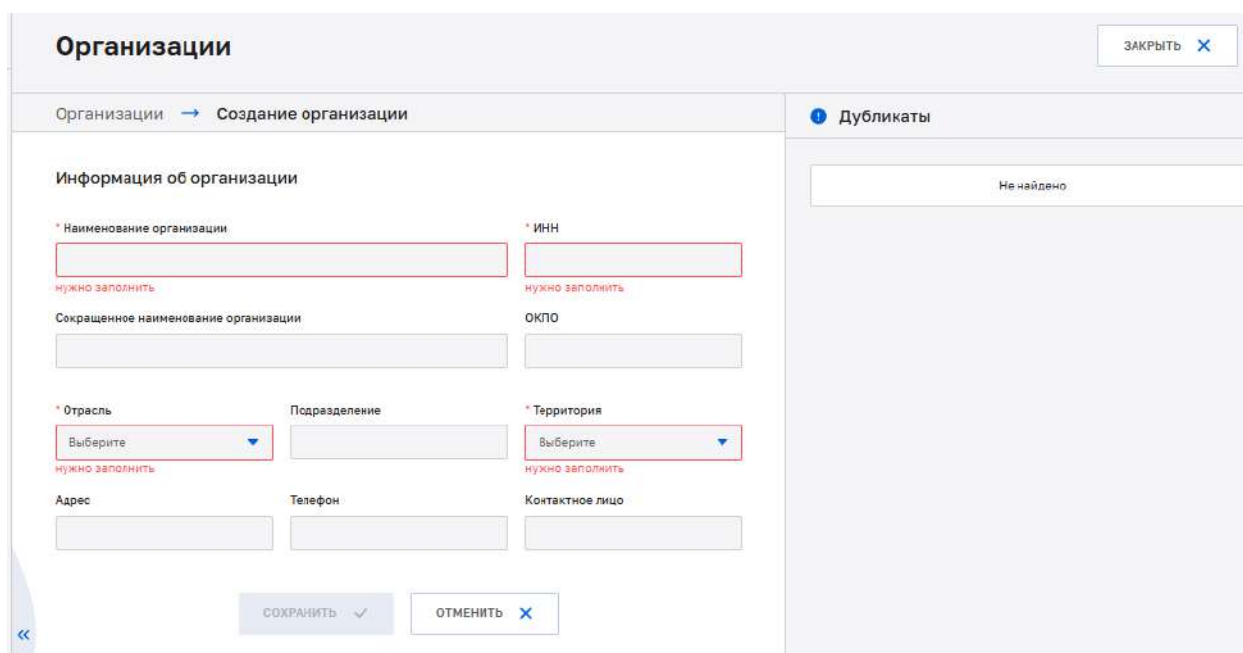 Организации
ЗАКРЫТЬ
Организации → Создание организации
Дубликаты
Информация об организации
Не найдено
* Наименование организации * ИНН
нужно заполнить нужно заполнить
Сокращенное наименование организации ОКПО
* Отрасль Подразделение * Территория
Выберите Выберите
нужно заполнить нужно заполнить
Адрес Телефон Контактное лицо
СОХРАНИТЬ ОТМЕНИТЬ